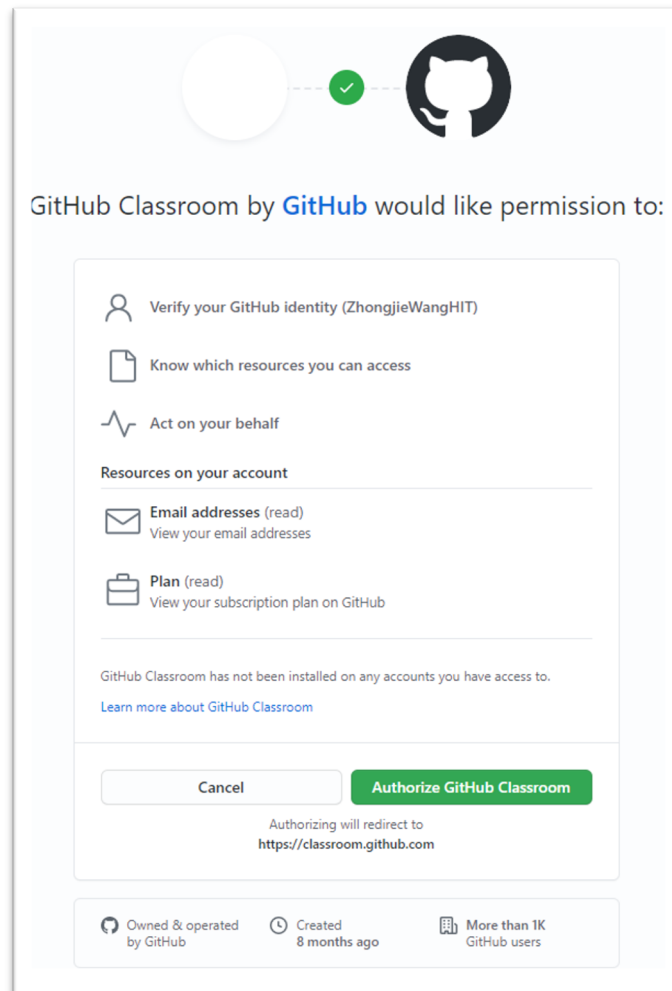 GitHub Classroom by GitHub would like permission to:
Verify your GitHub identity (ZhongjieWangHIT)
Know which resources you can access
Act on your behalf
Resources on your account
Email addresses (read)
View your email addresses
Plan (read)
View your subscription plan on GitHub
GitHub Classroom has not been installed on any accounts you have access to.
Learn more about GitHub Classroom
Cancel
Authorize GitHub Classroom
Authorizing will redirect to
https://classroom.github.com
Owned & operated
by GitHub
Created
8 months ago
More than 1K
GitHub users